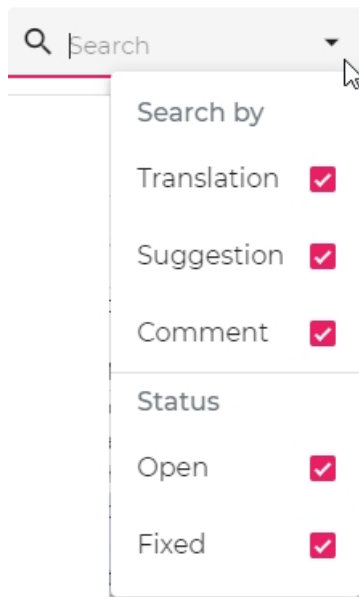 Search
Search by
Translation
Suggestion
Comment
Status
Open
Fixed